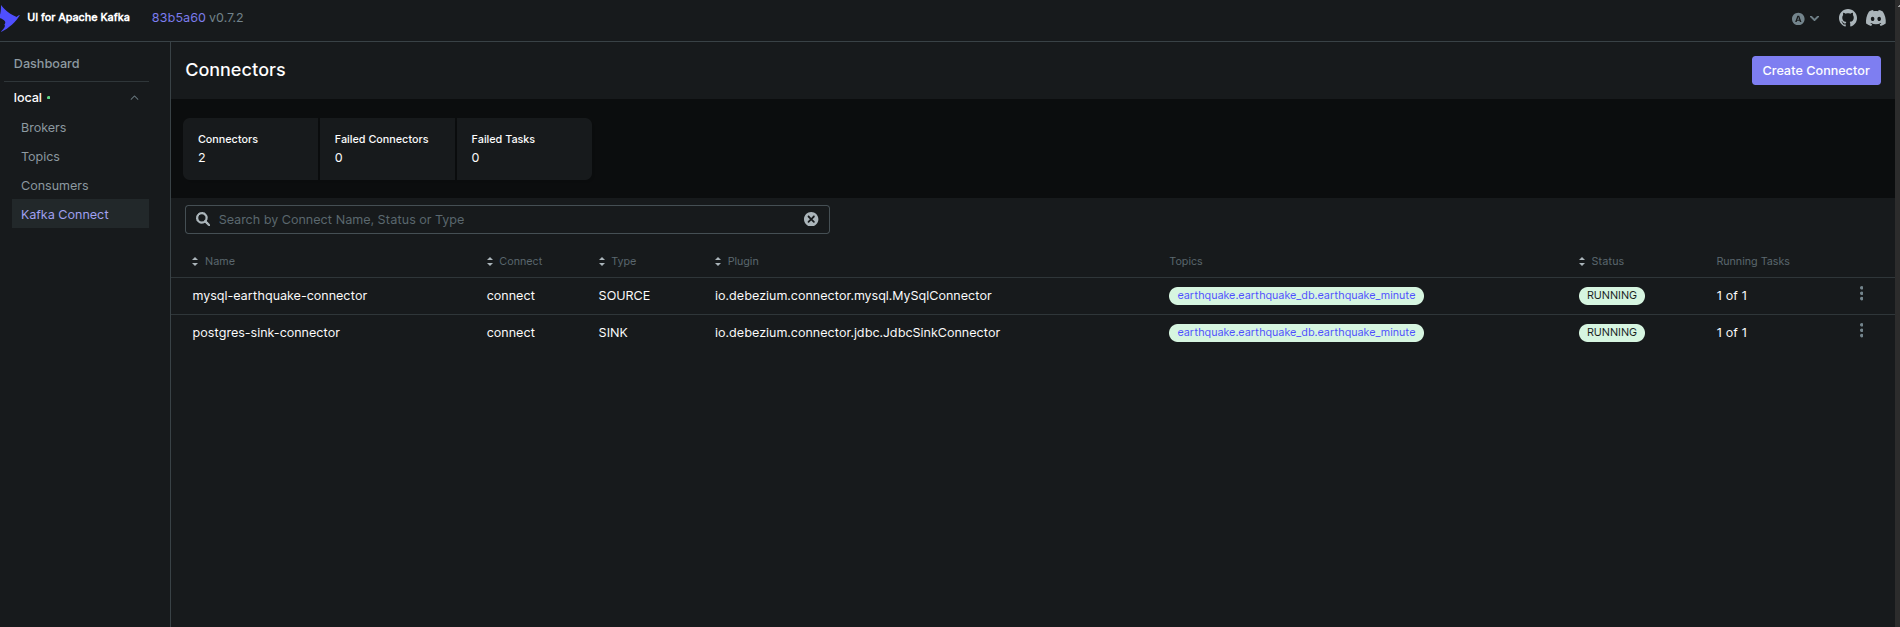 UI for Apache Kafka 83b5a60 v0.7.2 A
Dashboard
local
Brokers
Topics
Consumers
Kafka Connect
Connectors
Create Connector
Connectors Failed Connectors Failed Tasks
2 0 0
Search by Connect Name, Status or Type
Name Connect Type Plugin Topics Status Running Tasks
mysql-earthquake-connector connect SOURCE io.debezium.connector.mysql.MySqlConnector earthquake.earthquake_db.earthquake_minute RUNNING 1 of 1
postgres-sink-connector connect SINK io.debezium.connector.jdbc.JdbcSinkConnector earthquake.earthquake_db.earthquake_minute RUNNING 1 of 1